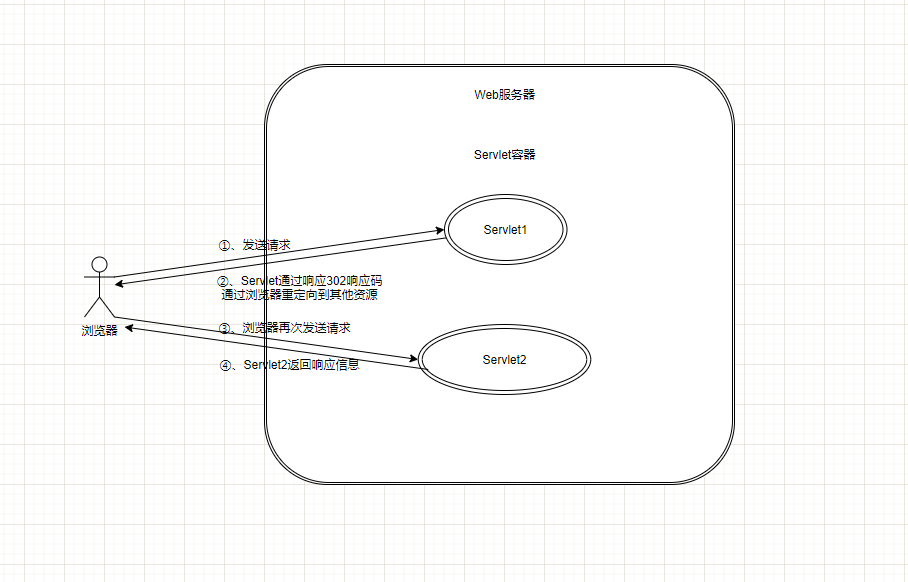 Web服务器
Servlet容器
Servlet1
①、发送请求
②、Servlet通过响应302响应码
通过浏览器重定向到其他资源
浏览器
③、浏览器再次发送请求
Servlet2
④、Servlet2返回响应信息